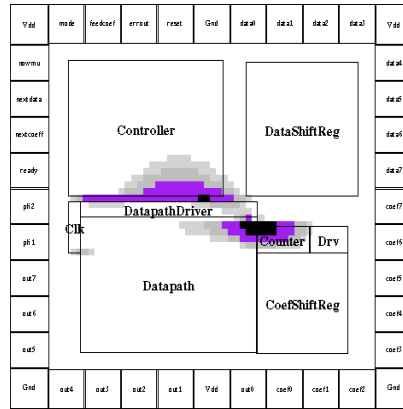 Vdd mode feedcoef errout reset Gnd data0 data1 data2 data3 Vdd
newmu data4
nextdata data5
nextcoeff data6
ready data7
phi2 coef7
phi1 coef6
out7 coef5
out6 coef4
out5 coef3
Gnd out4 out3 out2 out1 Vdd out0 coef0 coef1 coef2 Gnd
Controller
DataShiftReg
DatapathDriver
Clk
Counter
Drv
Datapath
CoefShiftReg